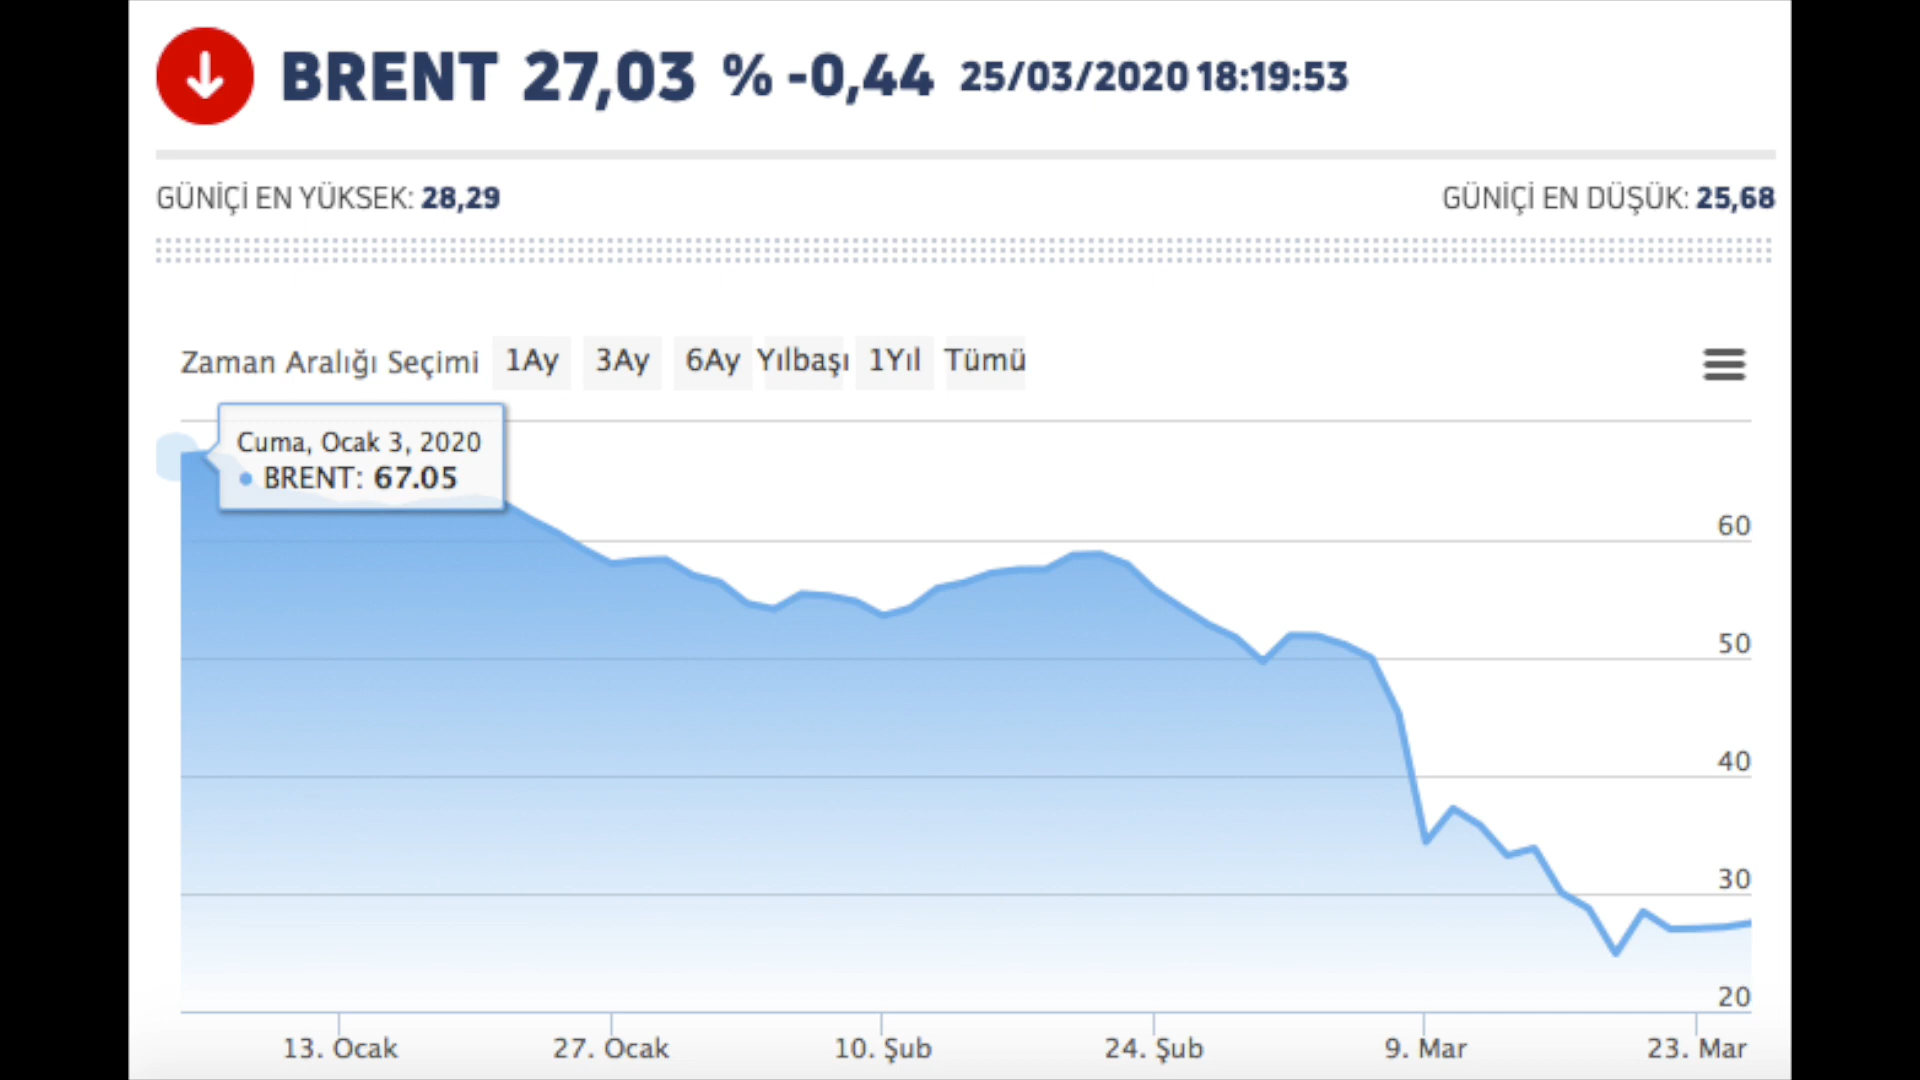 BRENT 27,03 % -0,44 25/03/2020 18:19:53
GÜNİÇİ EN YÜKSEK: 28,29
GÜNİÇİ EN DÜŞÜK: 25,68
Zaman Aralığı Seçimi 1Ay 3Ay 6Ay Yılbaşı 1Yıl Tümü
Cuma, Ocak 3, 2020
BRENT: 67.05
60
50
40
30
20
13. Ocak 27. Ocak 10. Şub 24. Şub 9. Mar 23. Mar